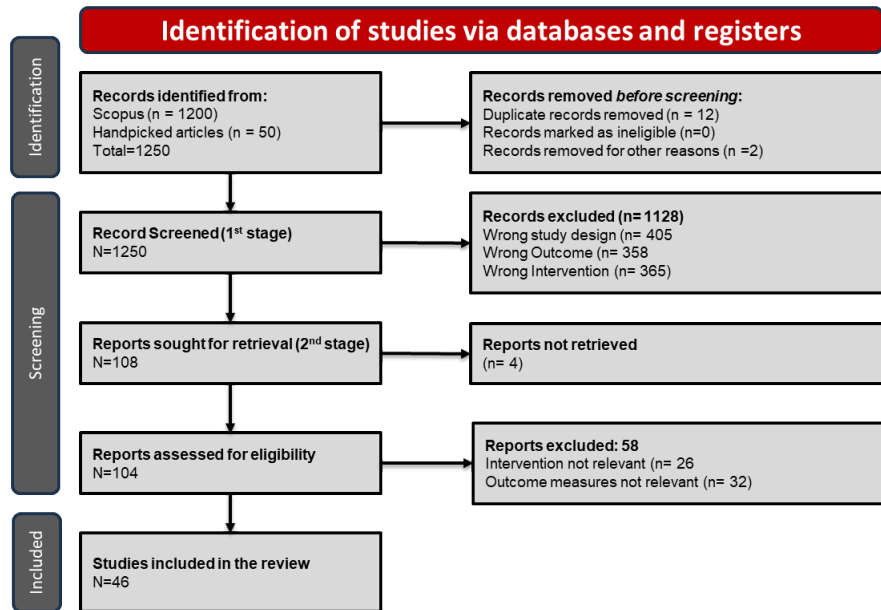 Identification of studies via databases and registers
Identification
Records identified from:
Scopus (n = 1200)
Handpicked articles (n = 50)
Total=1250
Records removed before screening:
Duplicate records removed (n = 12)
Records marked as ineligible (n=0)
Records removed for other reasons (n =2)
Screening
Record Screened (1st stage)
N=1250
Records excluded (n= 1128)
Wrong study design (n= 405
Wrong Outcome (n= 358
Wrong Intervention (n= 365)
Reports sought for retrieval (2nd stage)
N=108
Reports not retrieved
(n= 4)
Reports assessed for eligibility
N=104
Reports excluded: 58
Intervention not relevant (n= 26
Outcome measures not relevant (n= 32)
Included
Studies included in the review
N=46